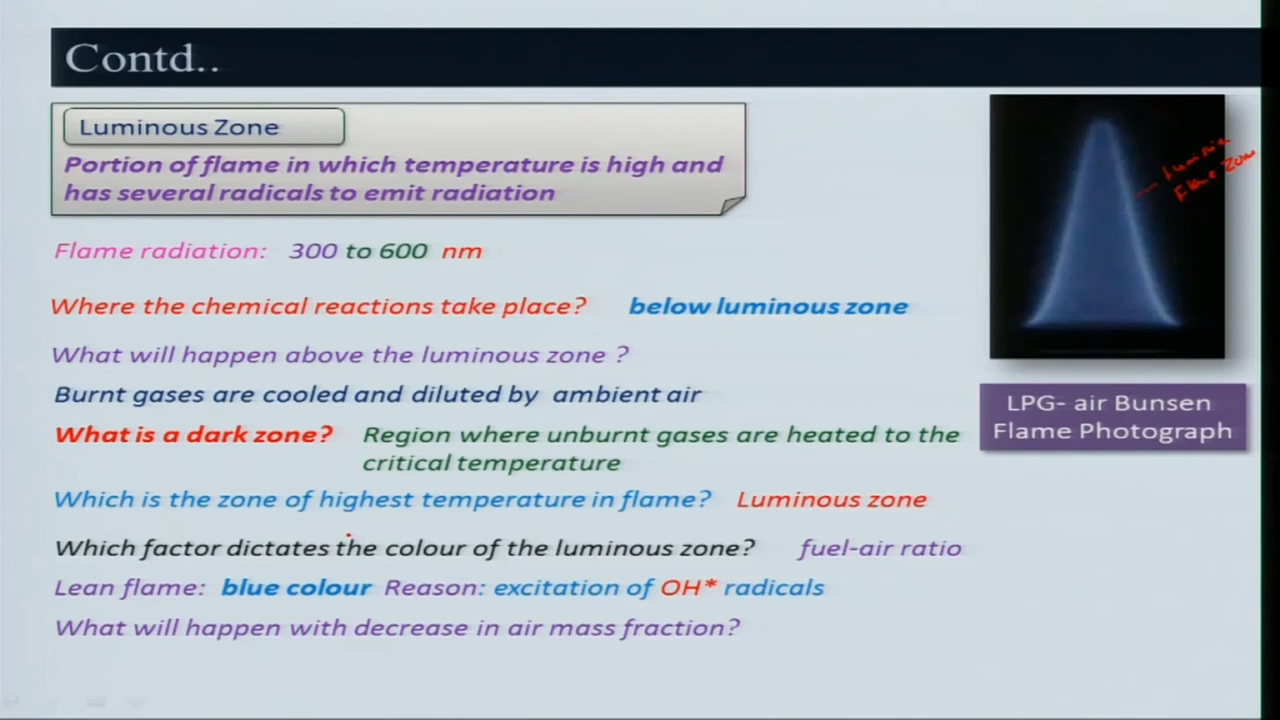 Contd..
Luminous Zone
Portion of flame in which temperature is high and
has several radicals to emit radiation
Flame radiation: 300 to 600 nm
Where the chemical reactions take place? below luminous zone
What will happen above the luminous zone ?
Burnt gases are cooled and diluted by ambient air
What is a dark zone? Region where unburnt gases are heated to the
critical temperature
Which is the zone of highest temperature in flame? Luminous zone
Which factor dictates the colour of the luminous zone? fuel-air ratio
Lean flame: blue colour Reason: excitation of OH* radicals
What will happen with decrease in air mass fraction?
Flame Zone
LPG- air Bunsen
Flame Photograph